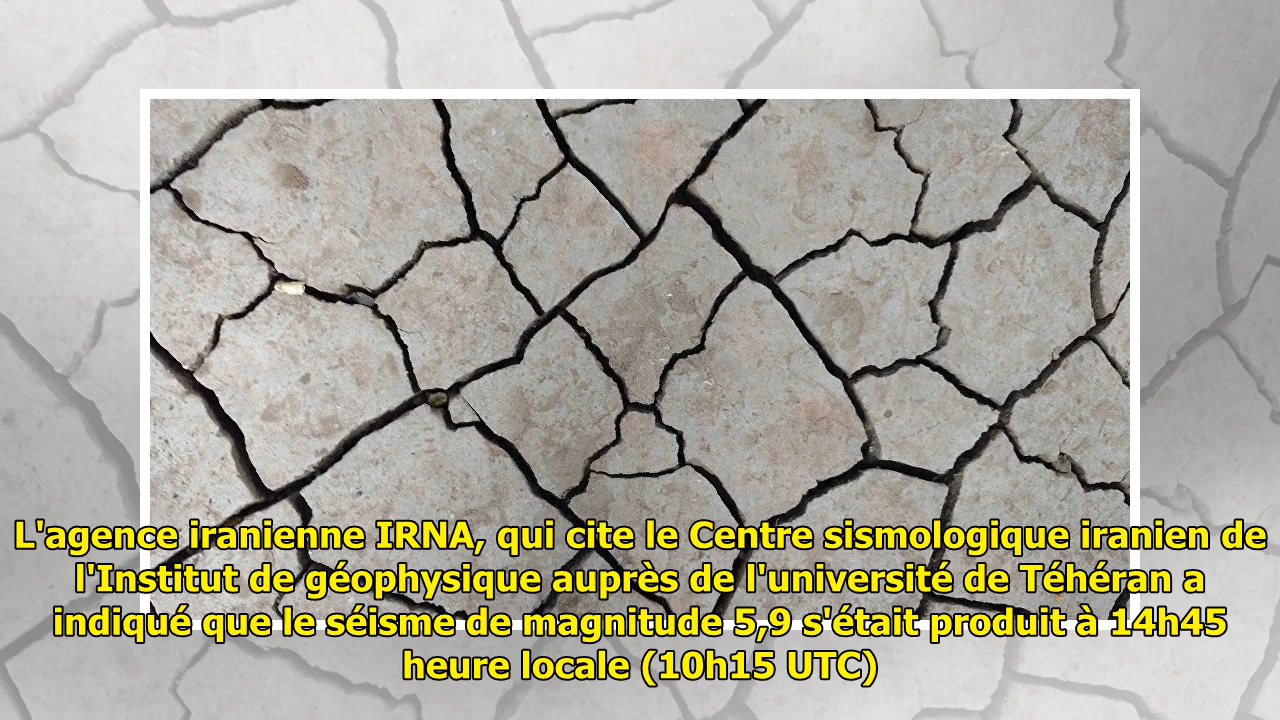 L'agence iranienne IRNA, qui cite le Centre sismologique iranien de
l'Institut de géophysique auprès de l'université de Téhéran a
indiqué que le séisme de magnitude 5,9 s'était produit à 14h45
heure locale (10h15 UTC)